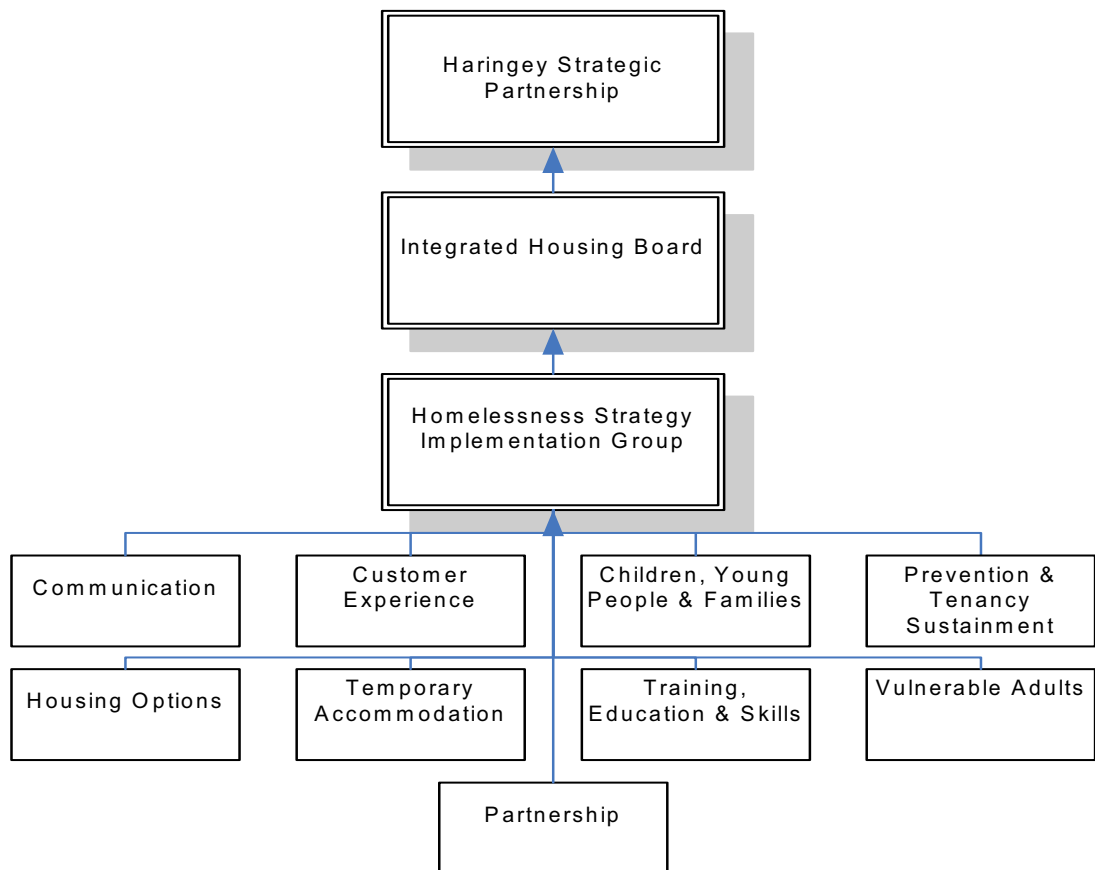 Haringey Strategic
Partnership
Integrated Housing Board
Homelessness Strategy
Implementation Group
Communication
Customer
Experience
Children, Young
People & Families
Prevention &
Tenancy
Sustainment
Housing Options
Temporary
Accommodation
Training,
Education & Skills
Vulnerable Adults
Partnership